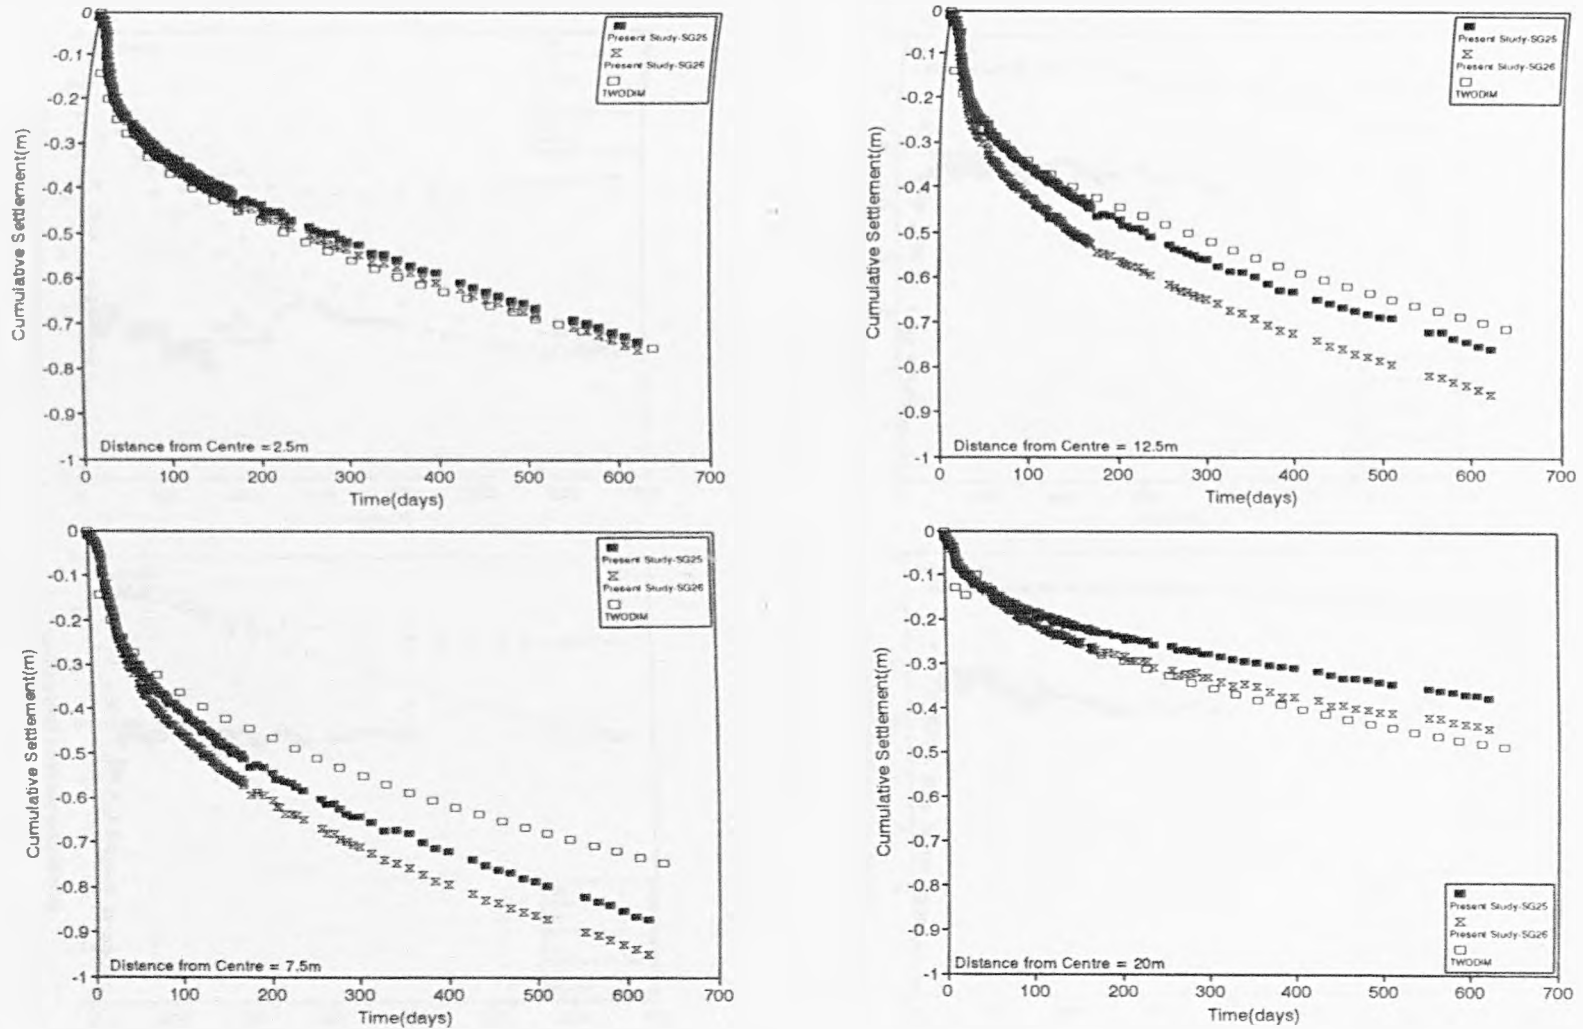 0
-0.1
-0.2
-0.3
-0.4
-0.5
-0.6
-0.7
-0.8
-0.9
-1
Cumulative Settlement(m)
Present Study-SG25
Present Study-SG26
TWODIM
Distance from Centre = 2.5m
0 100 200 300 400 500 600 700
Time(days)
0
-0.1
-0.2
-0.3
-0.4
-0.5
-0.6
-0.7
-0.8
-0.9
-1
Cumulative Settlement(m)
Present Study-SG25
Present Study-SG26
TWODIM
Distance from Centre = 12.5m
0 100 200 300 400 500 600 700
Time(days)
0
-0.1
-0.2
-0.3
-0.4
-0.5
-0.6
-0.7
-0.8
-0.9
-1
Cumulative Settlement(m)
Present Study-SG25
Present Study-SG26
TWODIM
Distance from Centre = 7.5m
0 100 200 300 400 500 600 700
Time(days)
0
-0.1
-0.2
-0.3
-0.4
-0.5
-0.6
-0.7
-0.8
-0.9
-1
Cumulative Settlement(m)
Present Study-SG25
Present Study-SG26
TWODIM
Distance from Centre = 20m
0 100 200 300 400 500 600 700
Time(days)